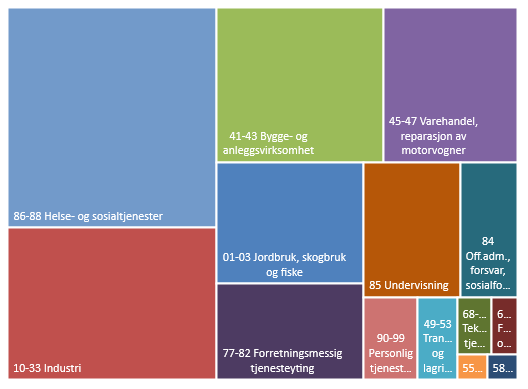 86-88 Helse- og sosialtjenester
10-33 Industri
41-43 Bygge- og
anleggsvirksomhet
45-47 Varehandel,
reparasjon av
motorvogner
01-03 Jordbruk, skogbruk
og fiske
77-82 Forretningsmessig
tjenesteyting
85 Undervisning
84
Off.adm.,
forsvar,
sosialfo...
90-99
Personlig
tjenest...
49-53
Tran...
og
lagri...
68-...
Tek...
tje...
6...
F...
o...
55...
58...